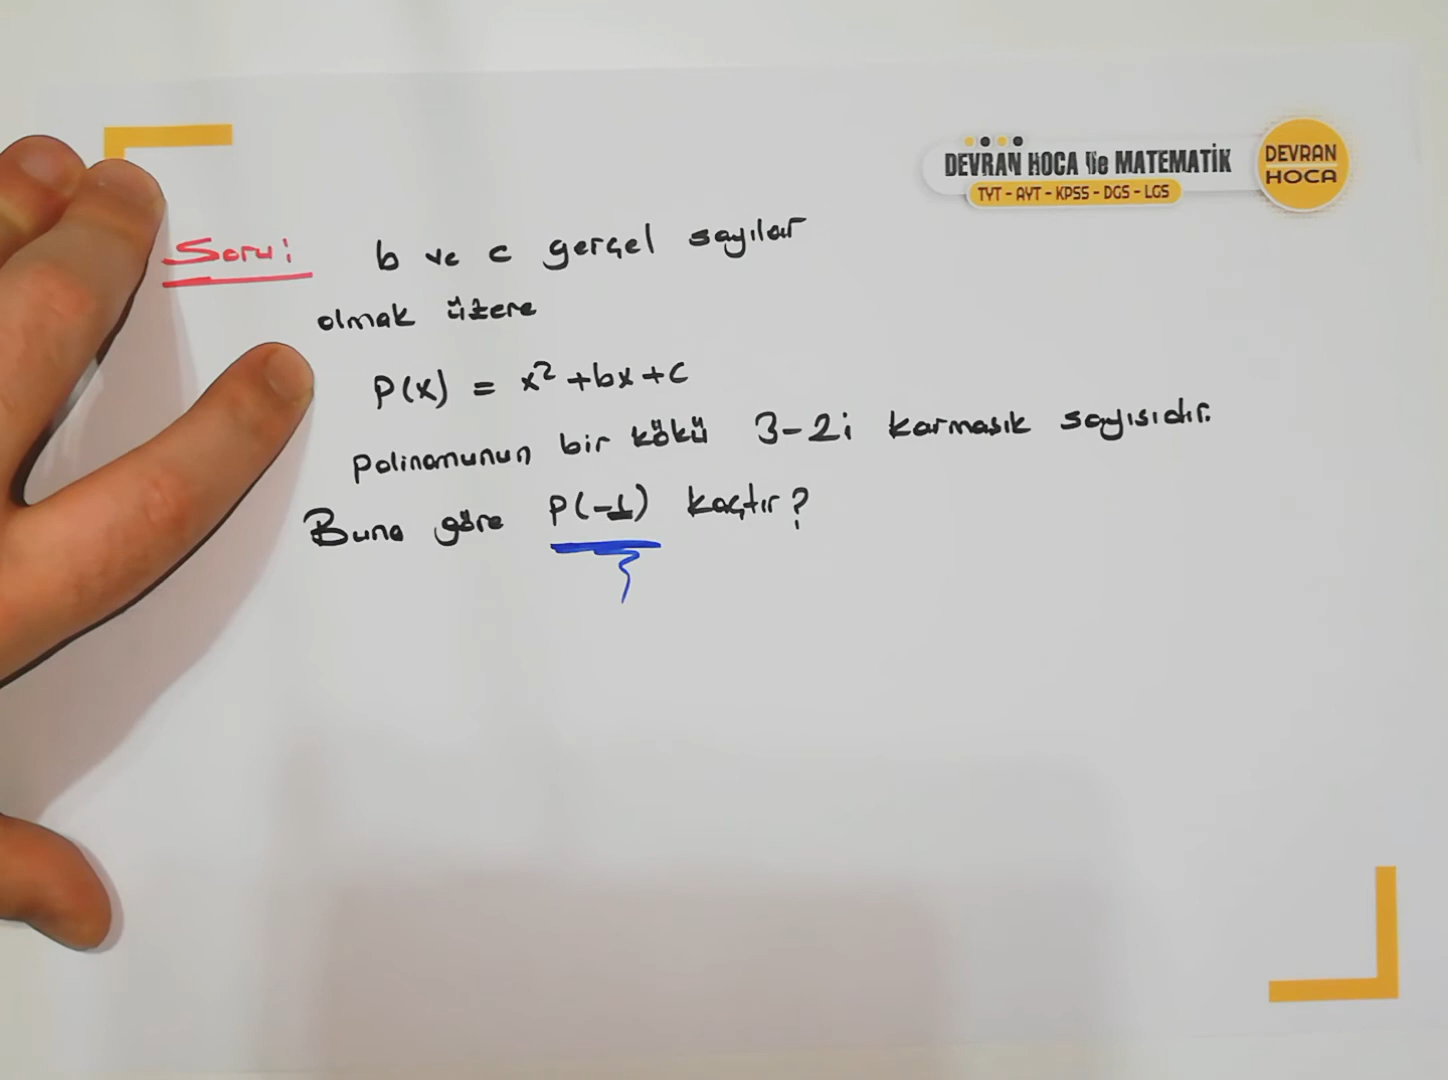 DEVRAN HOCA ile MATEMATİK
TYT - AYT - KPSS - DGS - LGS
DEVRAN
HOCA
Soru: b ve c gerçel sayılar
olmak üzere
P(x) = x² + bx + c
Polinomunun bir kökü 3-2i karmaşık sayısıdır.
Buna göre P(-1) kaçtır?